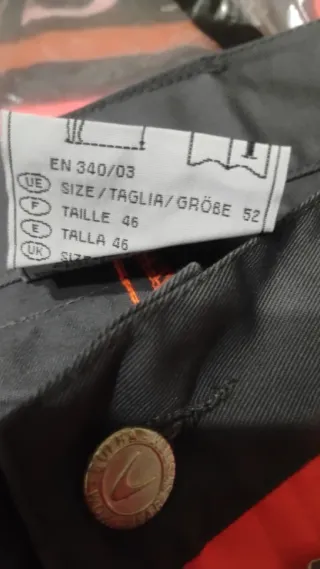 EN 340/03
UE SIZE/TAGLIA/GRÖßE 52
F TAILLE 46
E TALLA 46
UK